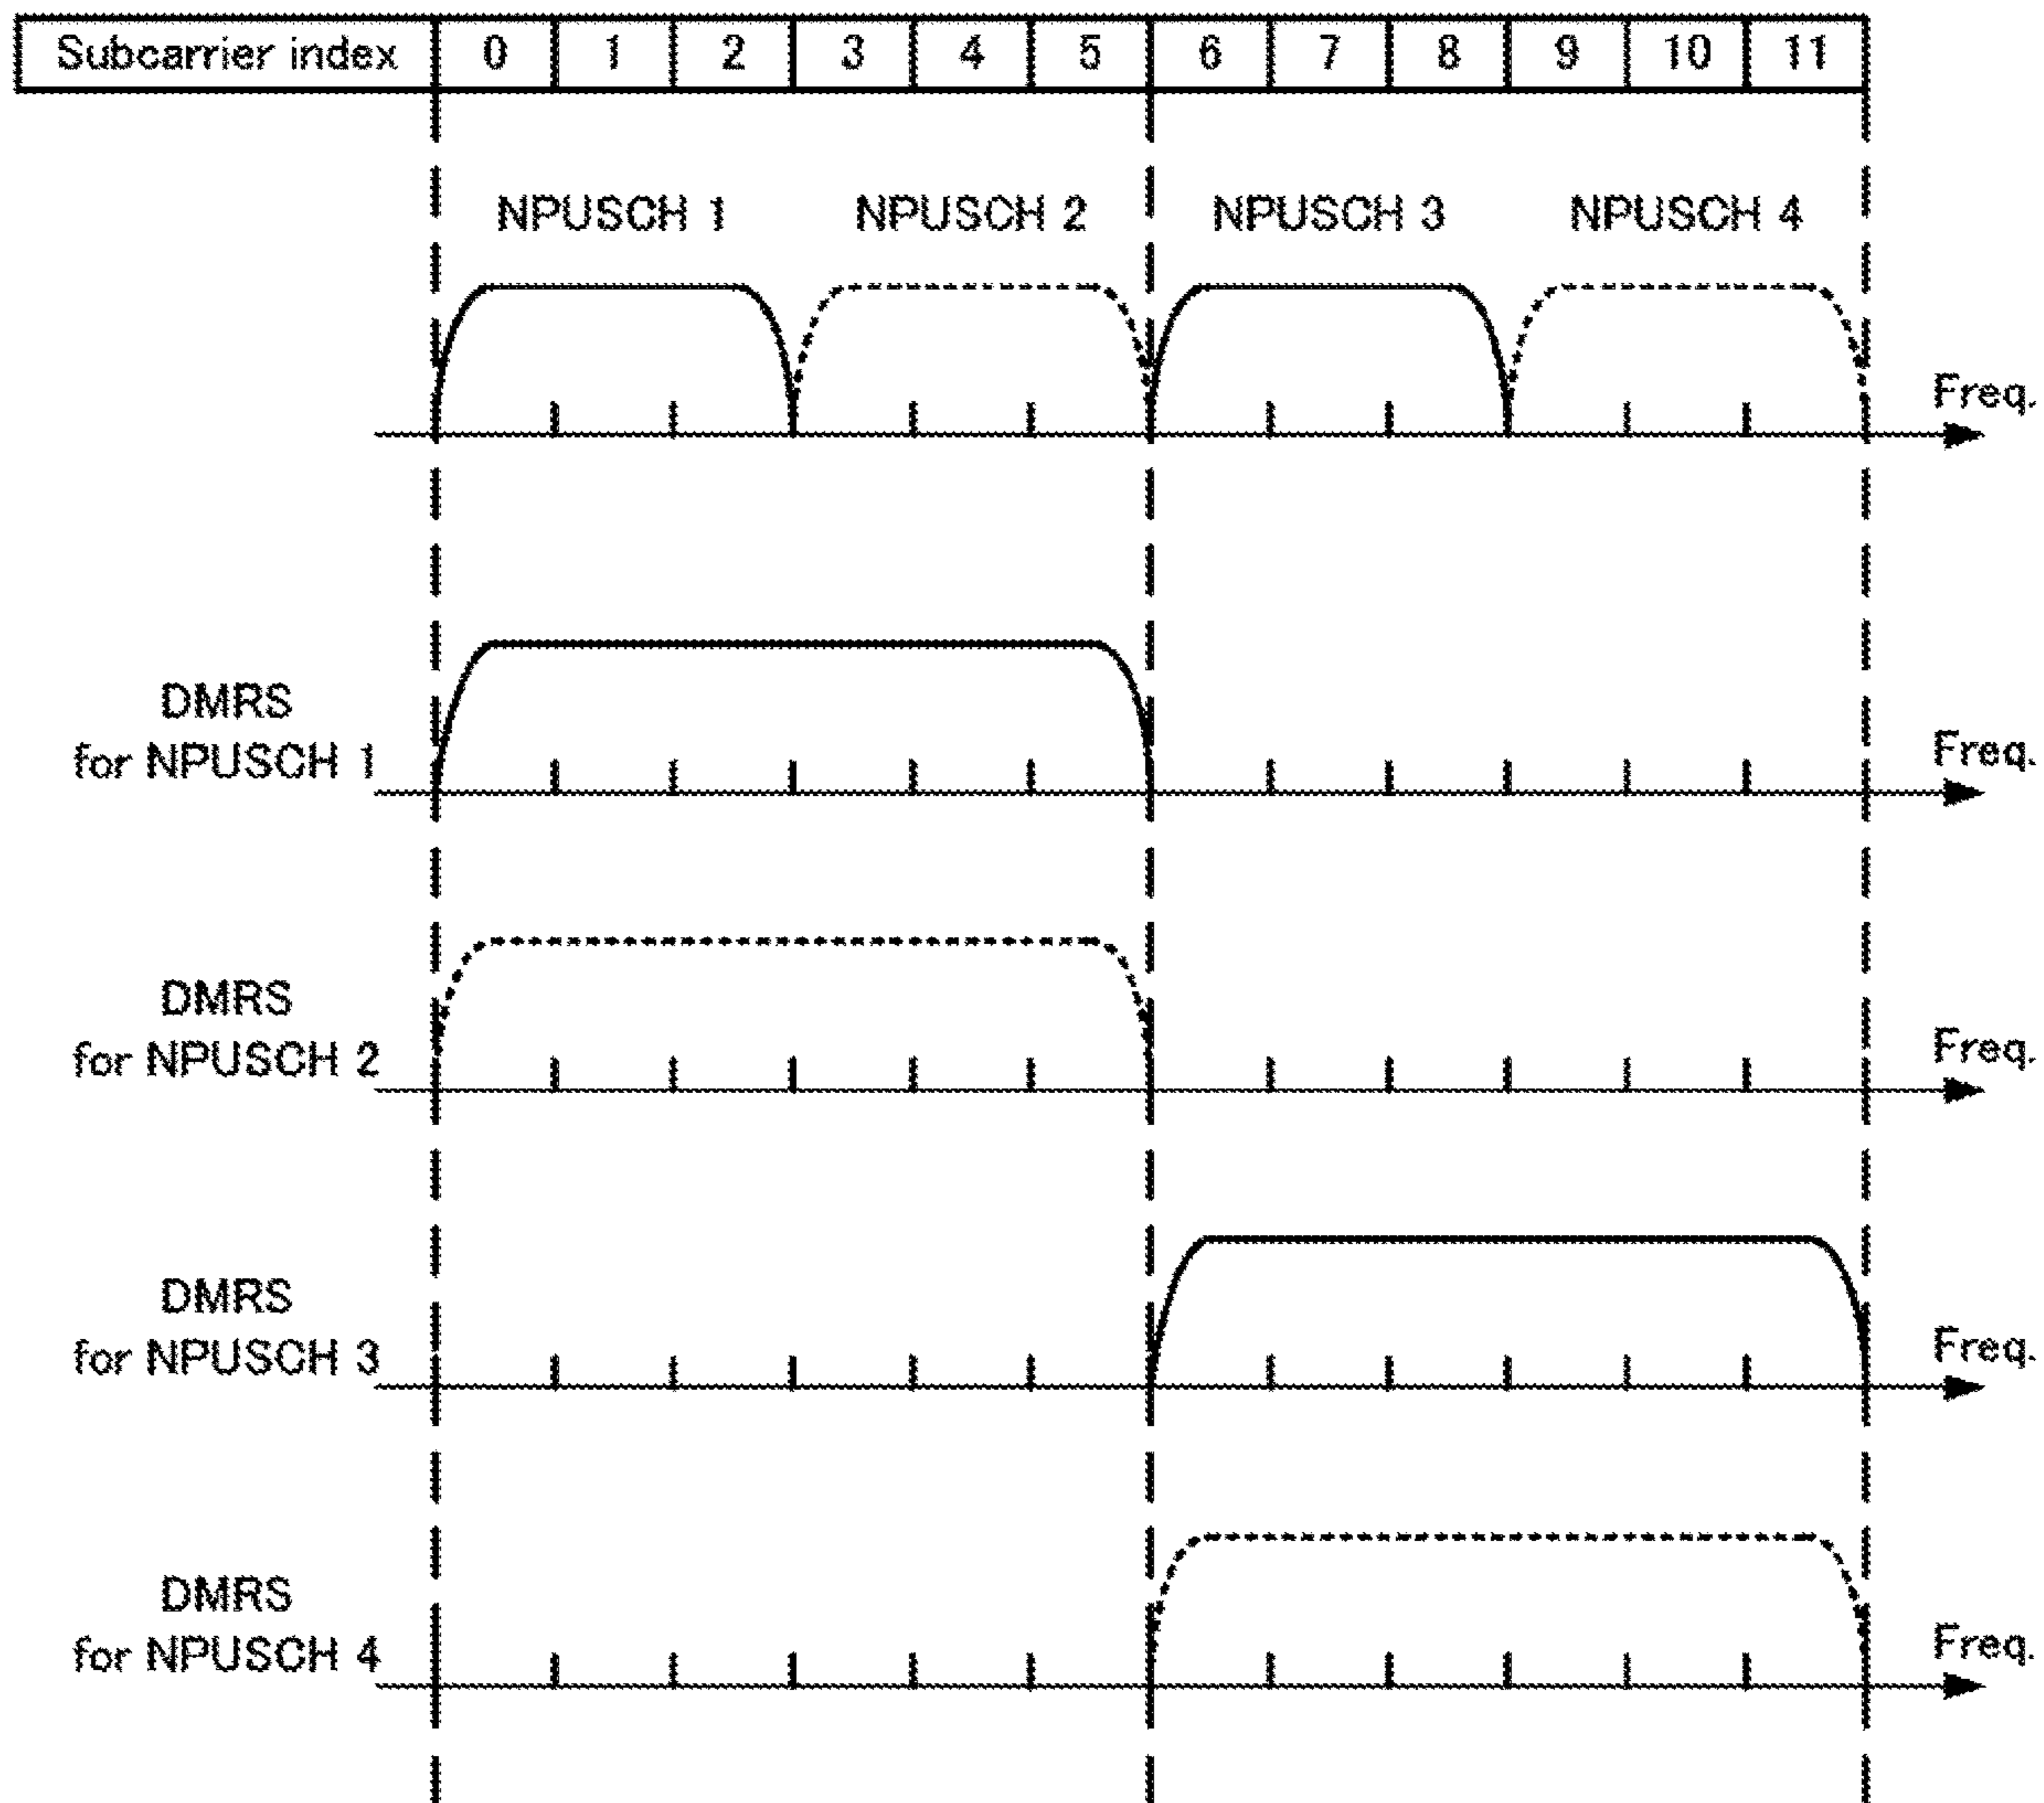 Subcarrier index 0 1 2 3 4 5 6 7 8 9 10 11
NPUSCH 1 NPUSCH 2 NPUSCH 3 NPUSCH 4
Freq.
DMRS
for NPUSCH 1
Freq.
DMRS
for NPUSCH 2
Freq.
DMRS
for NPUSCH 3
Freq.
DMRS
for NPUSCH 4
Freq.